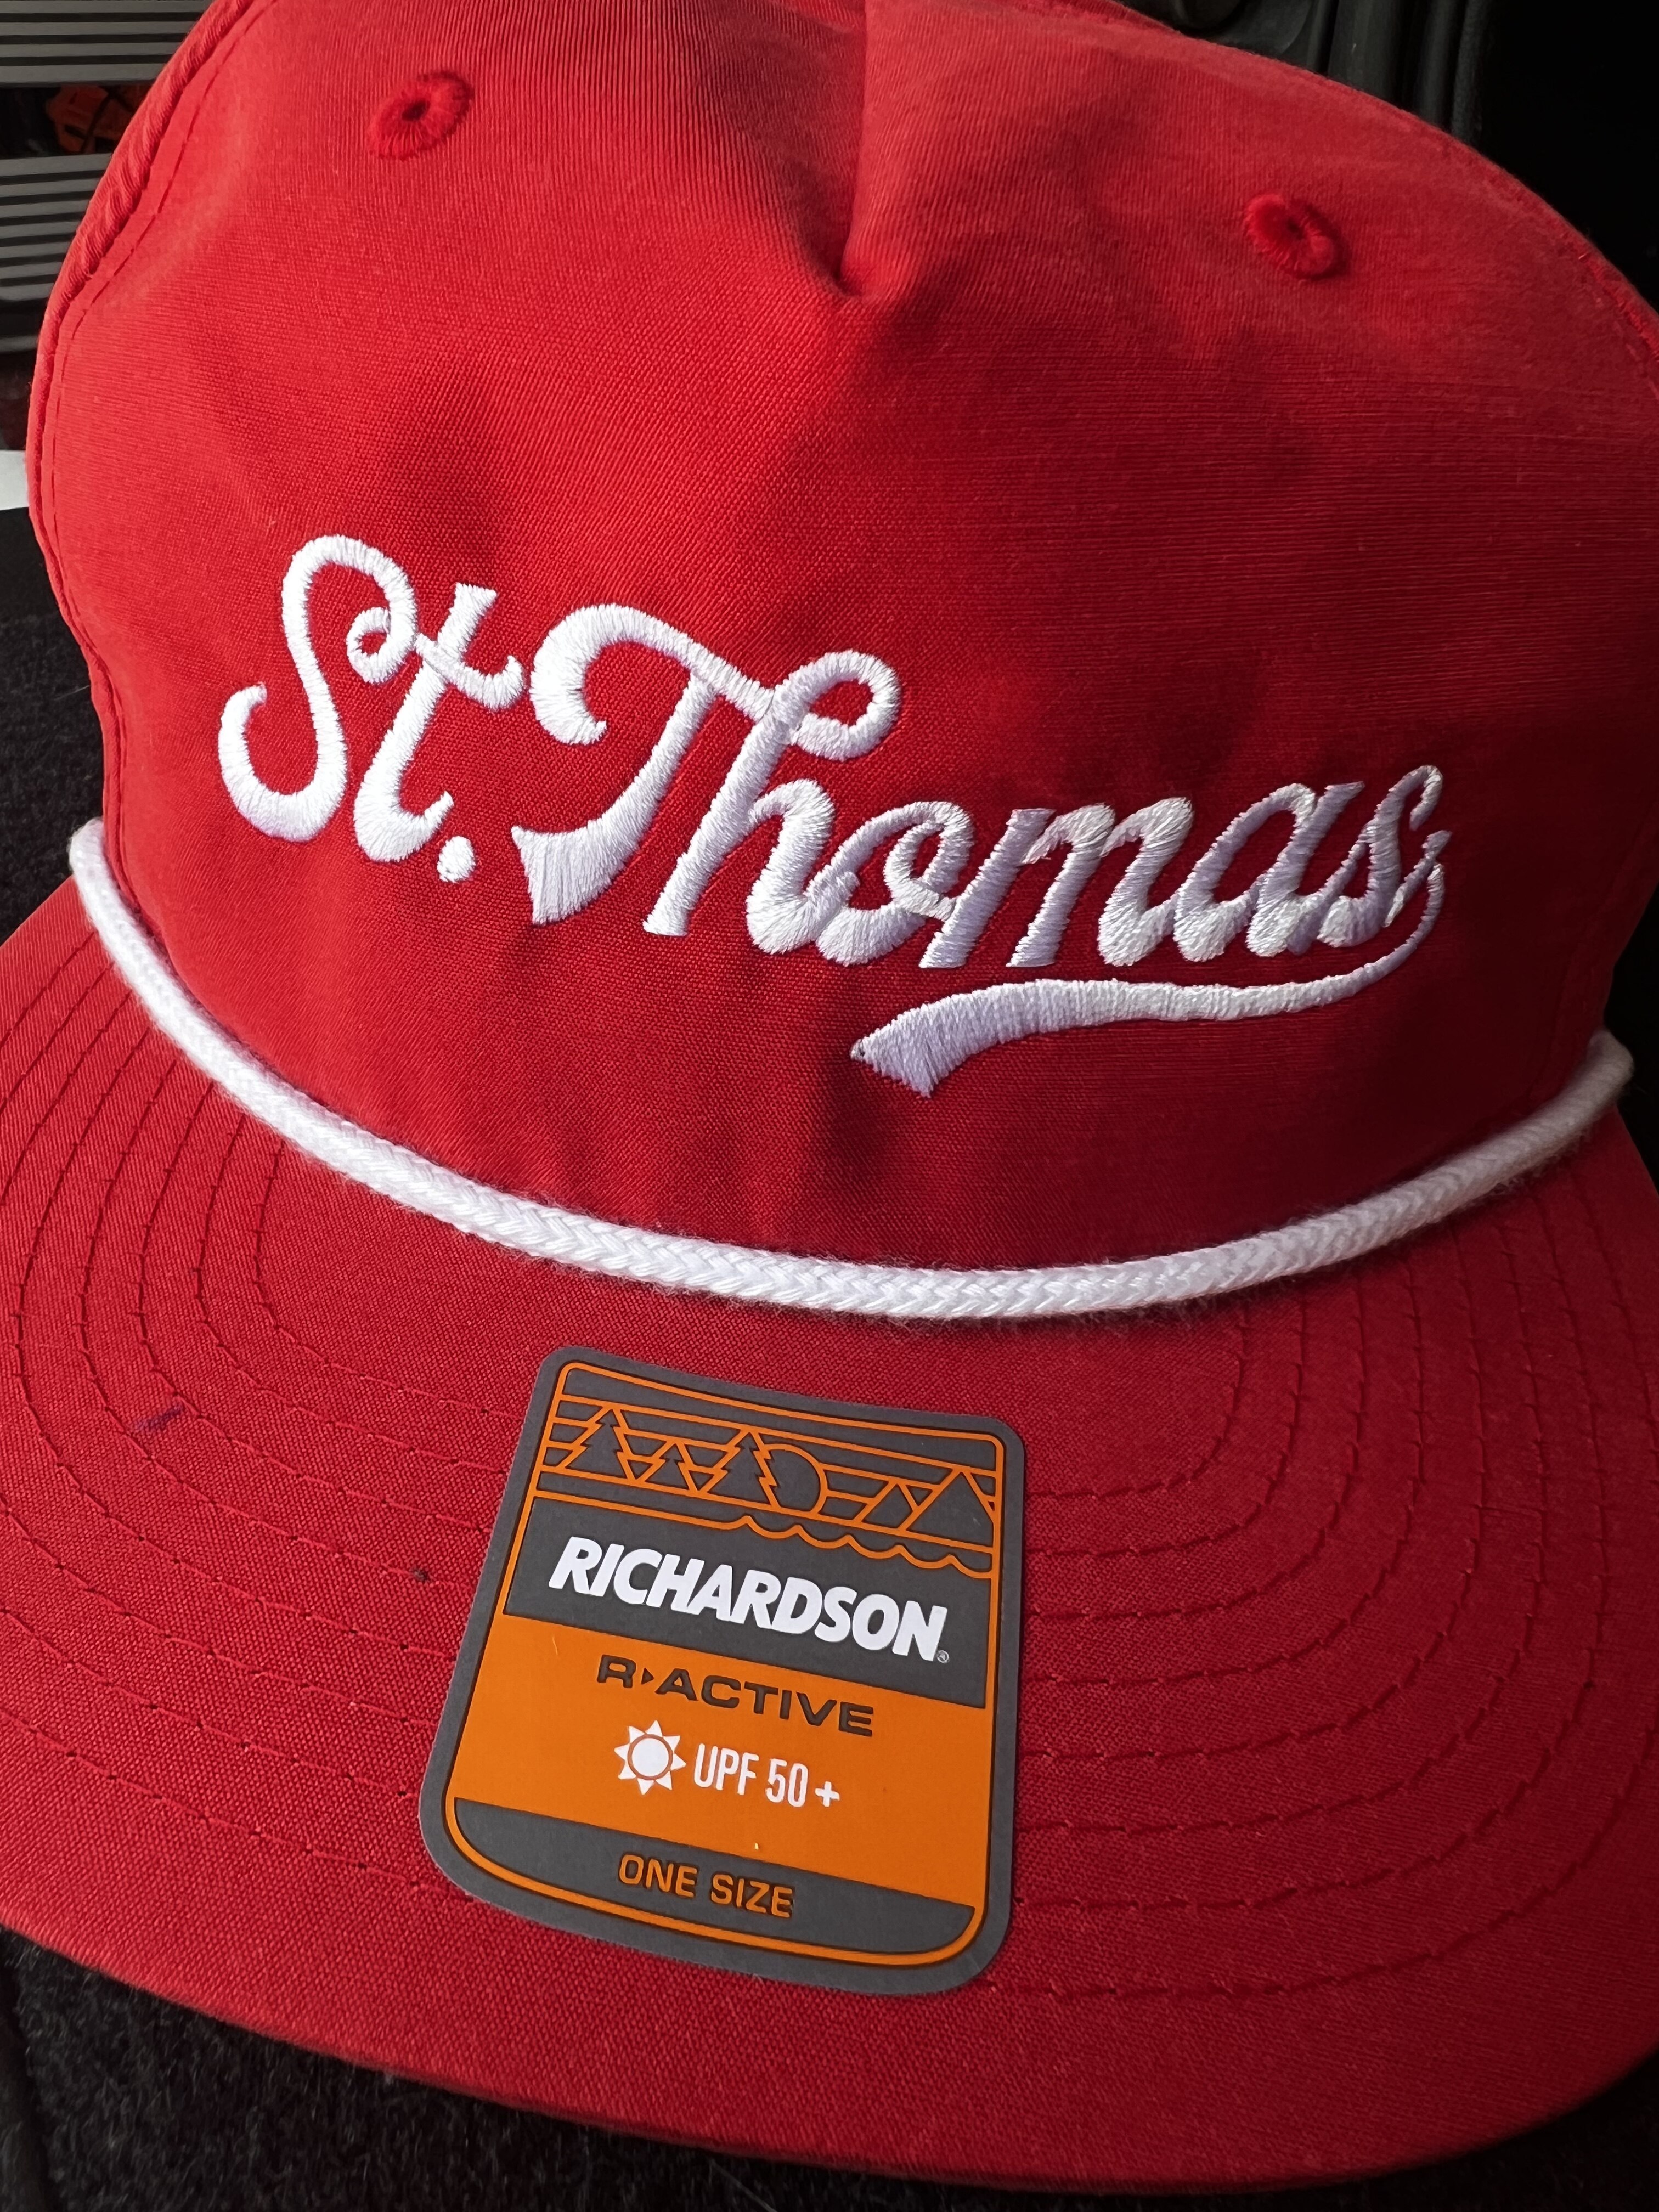 St. Thomas
RICHARDSON®
R▸ACTIVE
UPF 50+
ONE SIZE